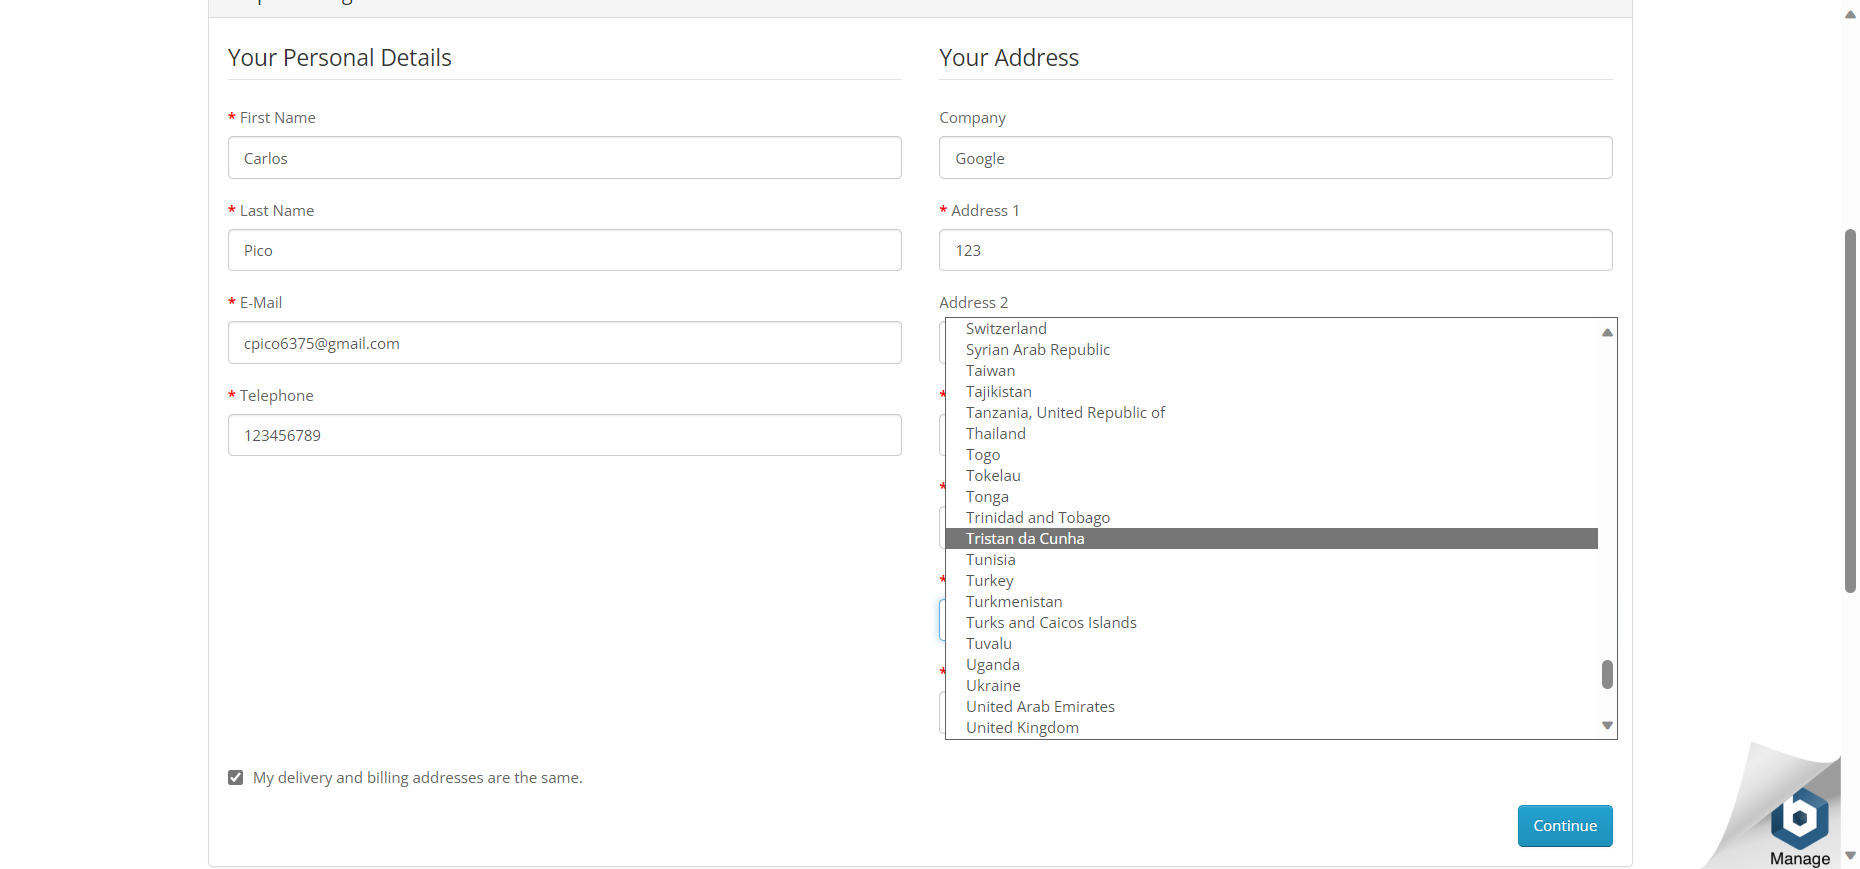 Your Personal Details
* First Name
Carlos
* Last Name
Pico
* E-Mail
cpico6375@gmail.com
* Telephone
123456789
Your Address
Company
Google
* Address 1
123
Address 2
*
*
*
*
Switzerland
Syrian Arab Republic
Taiwan
Tajikistan
Tanzania, United Republic of
Thailand
Togo
Tokelau
Tonga
Trinidad and Tobago
Tristan da Cunha
Tunisia
Turkey
Turkmenistan
Turks and Caicos Islands
Tuvalu
Uganda
Ukraine
United Arab Emirates
United Kingdom
My delivery and billing addresses are the same.
Continue
b
Manage